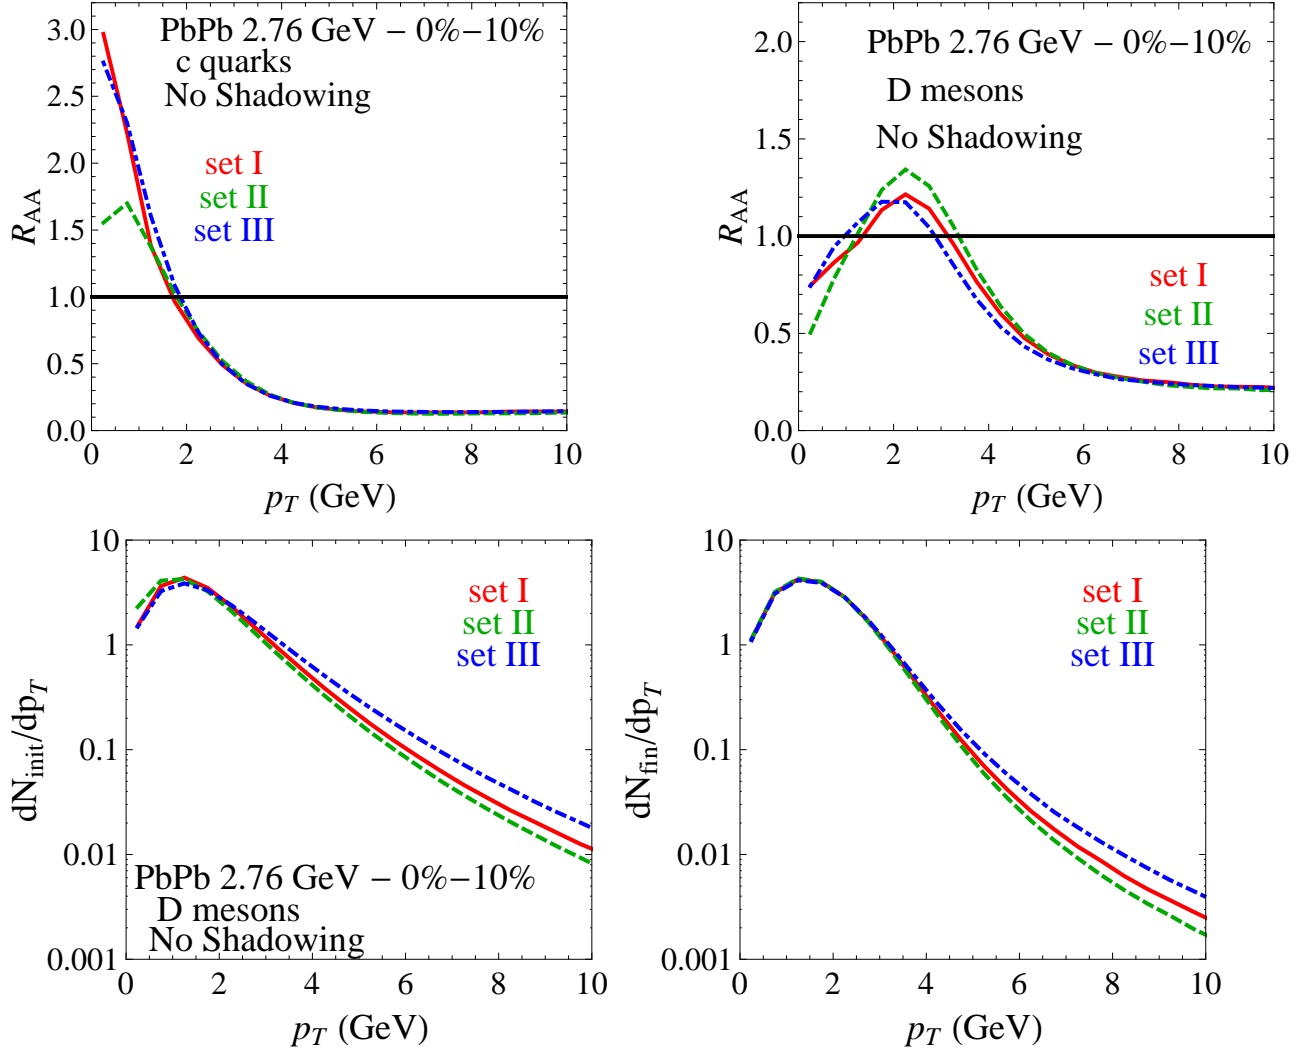 PbPb 2.76 GeV – 0%–10%
c quarks
No Shadowing
set I
set II
set III
R_AA
3.0
2.5
2.0
1.5
1.0
0.5
0.0
0 2 4 6 8 10
p_T (GeV)
PbPb 2.76 GeV – 0%–10%
D mesons
No Shadowing
set I
set II
set III
R_AA
2.0
1.5
1.0
0.5
0.0
0 2 4 6 8 10
p_T (GeV)
set I
set II
set III
dN_init/dp_T
10
1
0.1
0.01
0.001
PbPb 2.76 GeV – 0%–10%
D mesons
No Shadowing
0 2 4 6 8 10
p_T (GeV)
set I
set II
set III
dN_fin/dp_T
10
1
0.1
0.01
0.001
0 2 4 6 8 10
p_T (GeV)